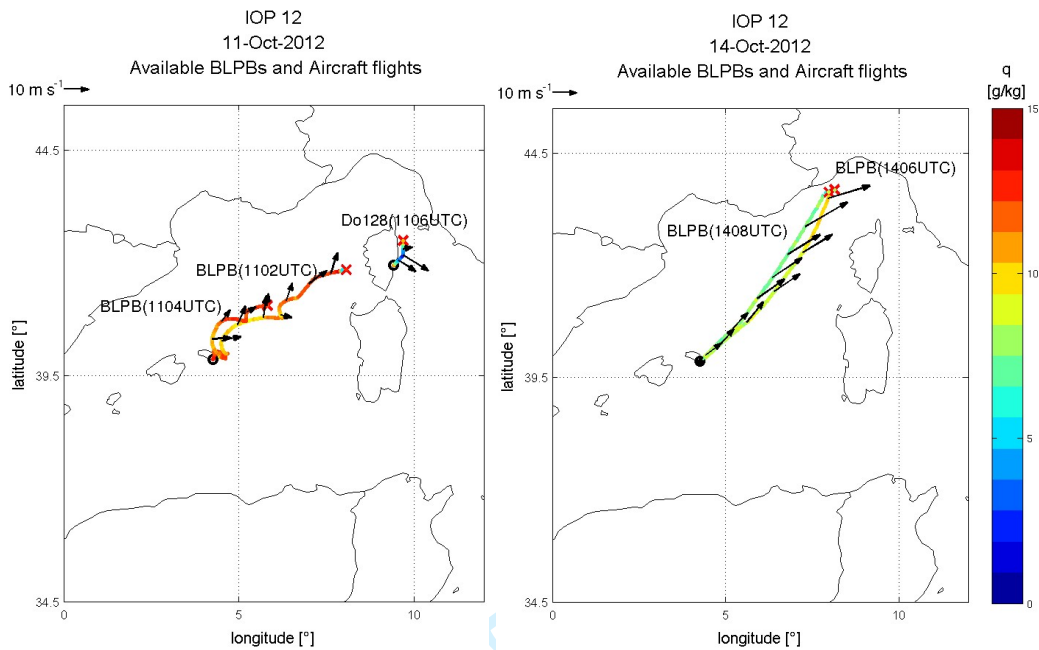 IOP 12
11-Oct-2012
Available BLPBs and Aircraft flights
10 m s⁻¹
44.5
39.5
34.5
0
5
10
latitude [°]
longitude [°]
Do128(1106UTC)
BLPB(1102UTC)
BLPB(1104UTC)
IOP 12
14-Oct-2012
Available BLPBs and Aircraft flights
10 m s⁻¹
44.5
39.5
34.5
0
5
10
latitude [°]
longitude [°]
BLPB(1406UTC)
BLPB(1408UTC)
q
[g/kg]
15
10
5
0